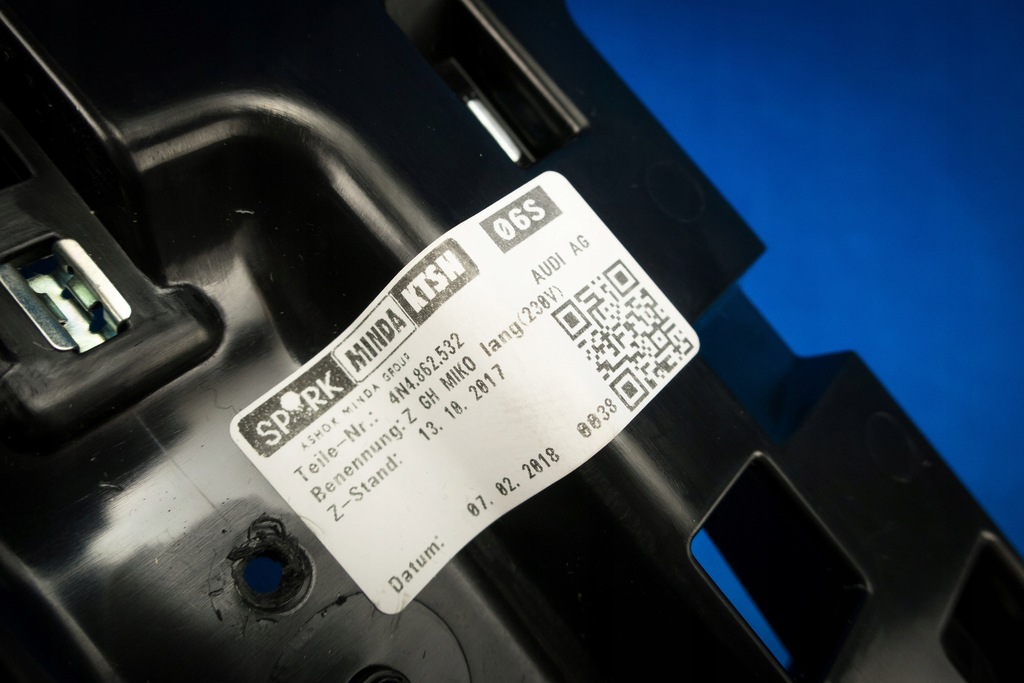 SPARK MINDA KTSN 06S
ASHOK MINDA GROUP
AUDI AG
Teile-Nr.: 4N4.862.532
Benennung: Z GH MIKO lang(230V)
Z-Stand: 13. 10. 2017
Datum: 07. 02. 2018 0038